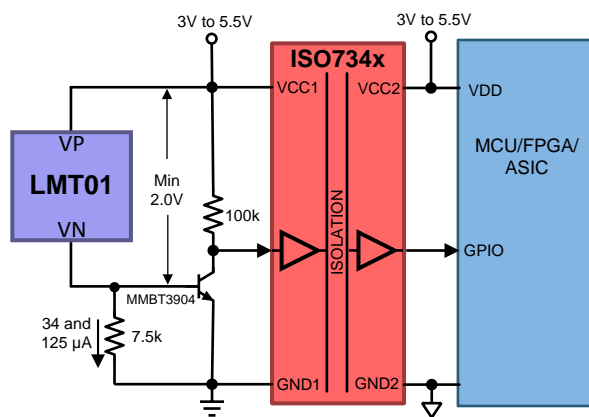 3V to 5.5V
3V to 5.5V
ISO734x
VCC1
VCC2
VDD
MCU/FPGA/
ASIC
VP
LMT01
VN
Min
2.0V
100k
ISOLATION
GPIO
MMBT3904
34 and
125 µA
7.5k
GND1
GND2